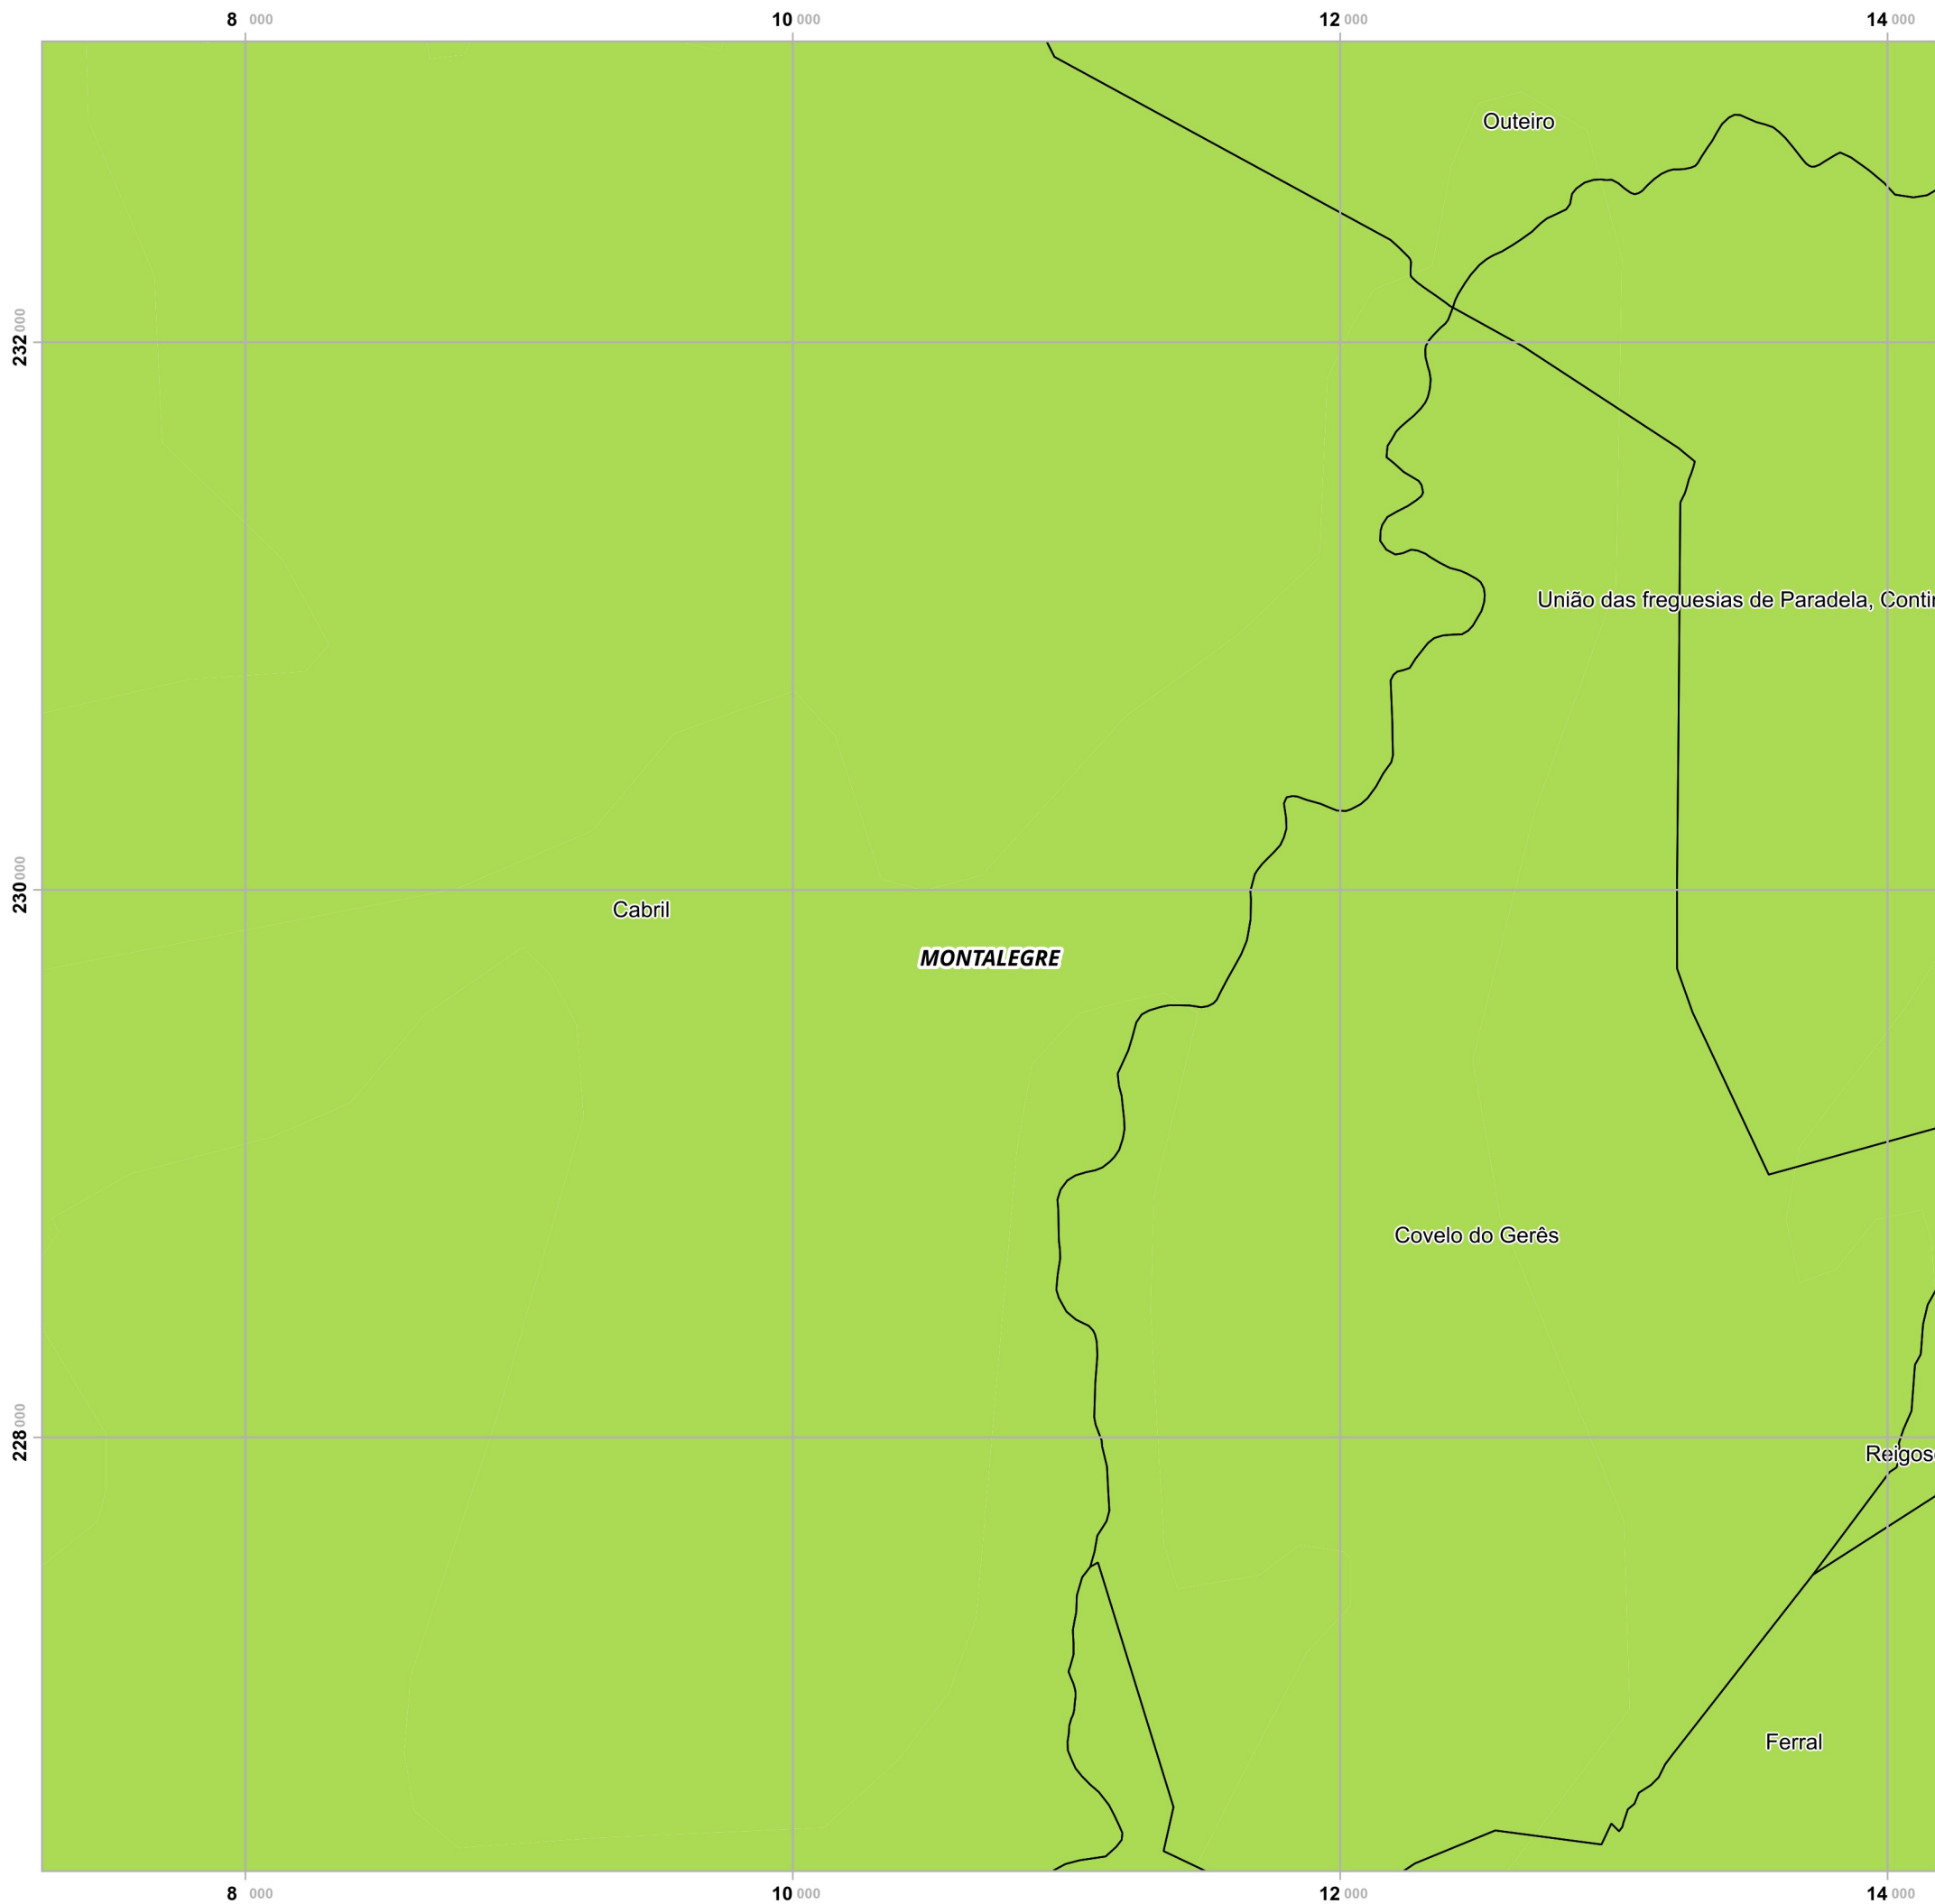 8 000 10 000 12 000 14 000
Outeiro
232 000
União das freguesias de Paradela, Contin
230 000
Cabril
MONTALEGRE
Covelo do Gerês
228 000
Reigos
Ferral
8 000 10 000 12 000 14 000